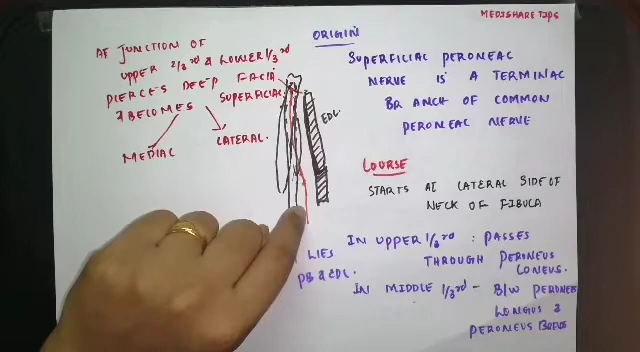 MEDISHARE TIPS
AT JUNCTION OF
UPPER 2/3rd & LOWER 1/3rd
PIERCES DEEP FACIA
& BECOMES SUPERFICIAL
MEDIAL
LATERAL.
EDL
ORIGIN
SUPERFICIAL PERONEAL
NERVE IS A TERMINAL
BRANCH OF COMMON
PERONEAL NERVE
COURSE
STARTS AT LATERAL SIDE OF
NECK OF FIBULA
IN UPPER 1/3rd : PASSES
THROUGH PERONEUS
LONGUS.
LIES
PB & EDL
IN MIDDLE 1/3rd - B/W PERONEUS
LONGUS &
PERONEUS BREVIS